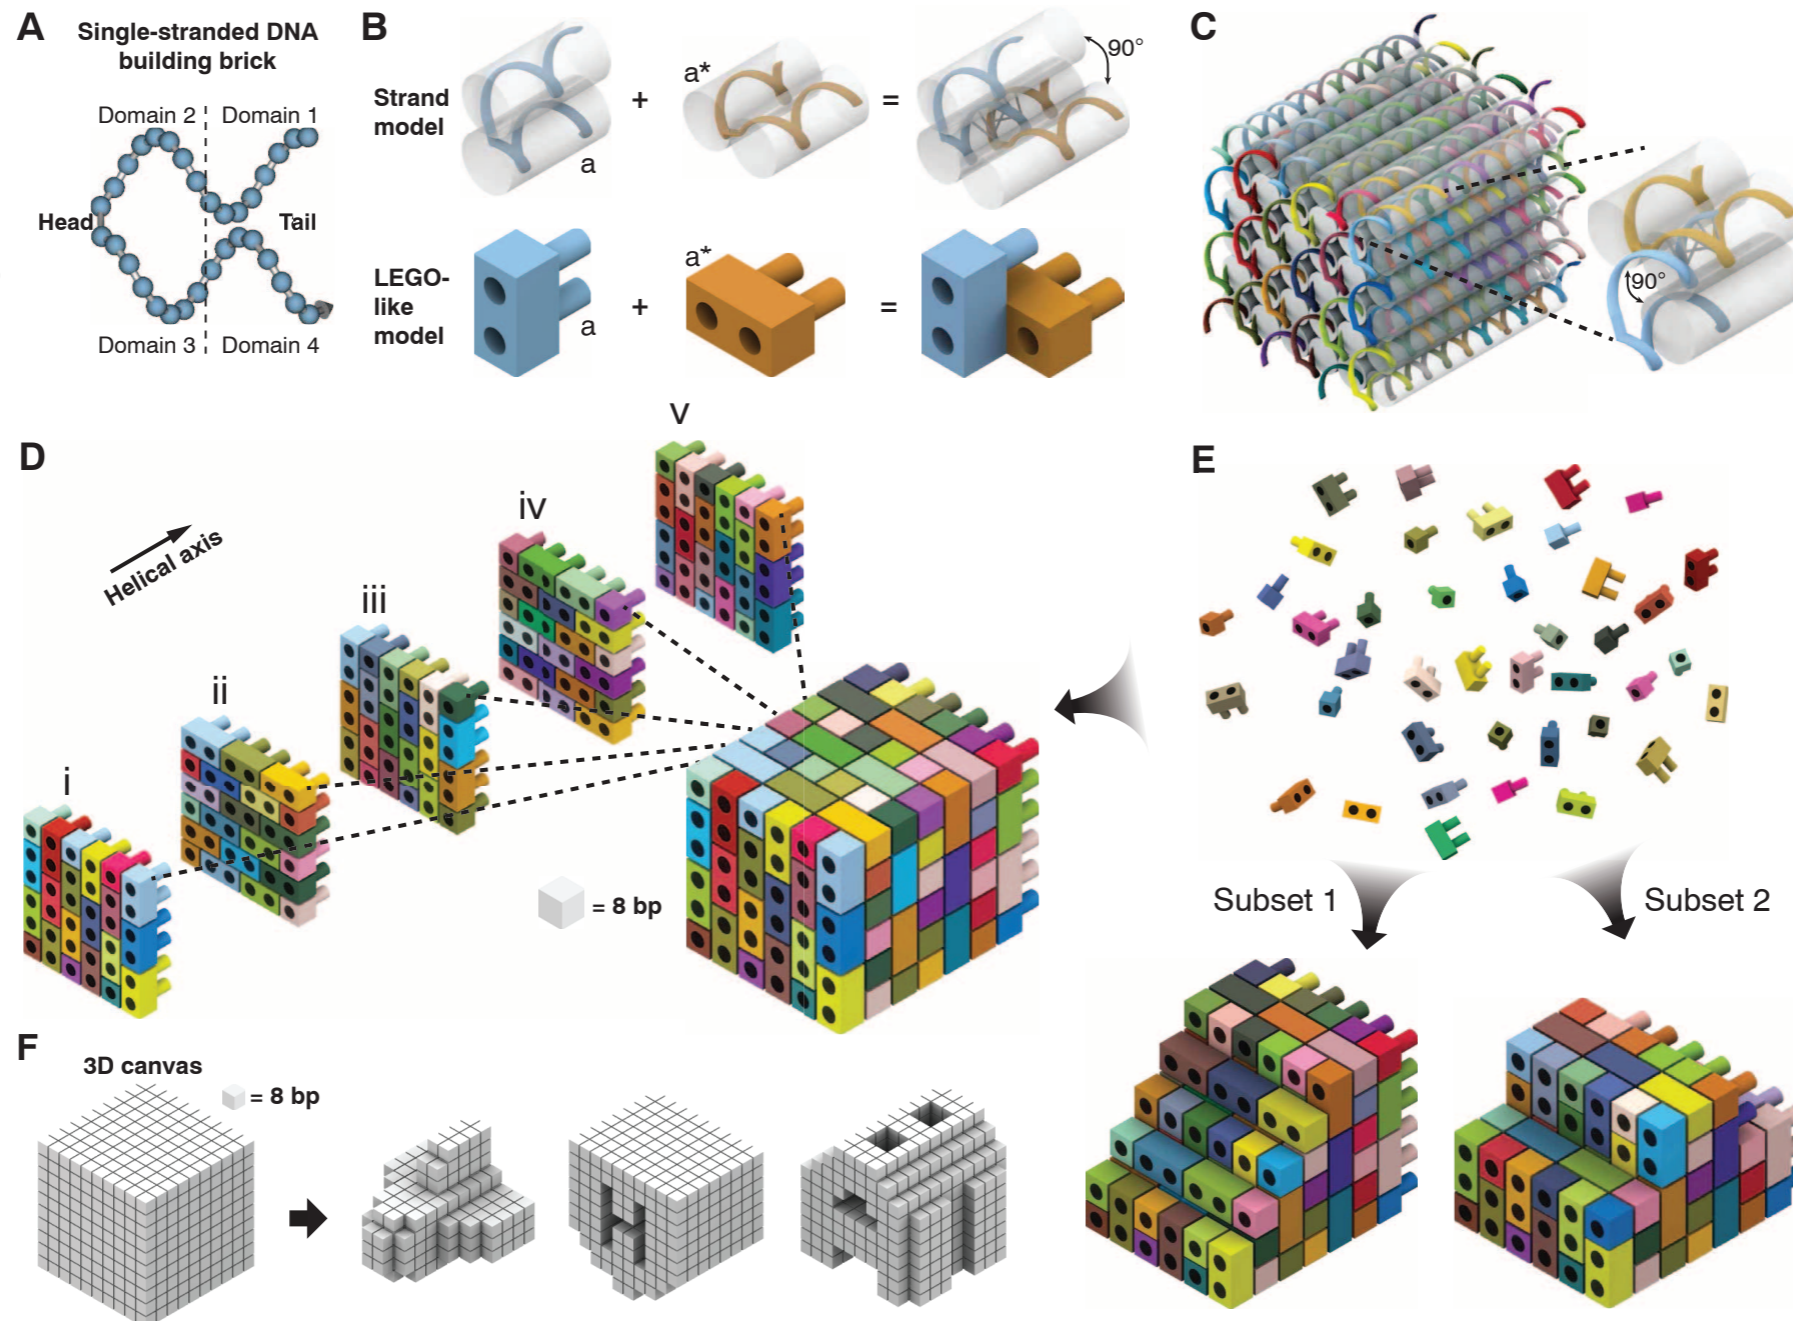 A
Single-stranded DNA
building brick
Domain 2
Domain 1
Head
Tail
Domain 3
Domain 4
B
Strand
model
a
+
a*
=
90°
LEGO-
like
model
a
+
a*
=
C
90°
D
Helical axis
i
ii
iii
iv
v
= 8 bp
E
Subset 1
Subset 2
F
3D canvas
= 8 bp